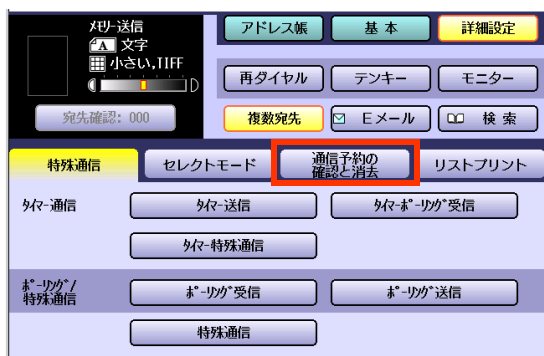 ﾒﾓﾘｰ送信
A 文字
小さい,TIFF
D
宛先確認: 000
アドレス帳
基 本
詳細設定
再ダイヤル
テンキー
モニター
複数宛先
Eメール
検 索
特殊通信
セレクトモード
通信予約の
確認と消去
リストプリント
ﾀｲﾏｰ通信
ﾀｲﾏｰ送信
ﾀｲﾏｰﾎﾟｰﾘﾝｸﾞ受信
ﾀｲﾏｰ特殊通信
ﾎﾟｰﾘﾝｸﾞ/
特殊通信
ﾎﾟｰﾘﾝｸﾞ受信
ﾎﾟｰﾘﾝｸﾞ送信
特殊通信